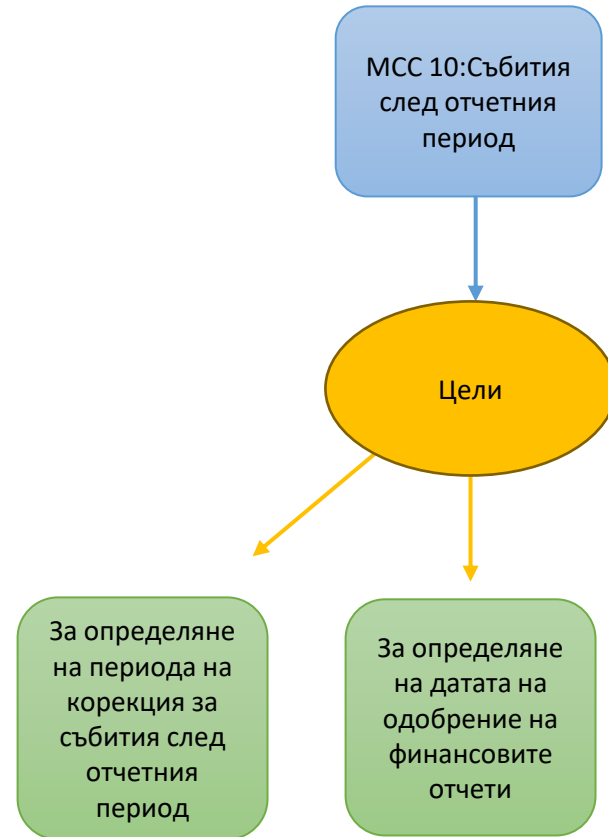 МСС 10:Събития
след отчетния
период
Цели
За определяне
на периода на
корекция за
събития след
отчетния
период
За определяне
на датата на
одобрение на
финансовите
отчети